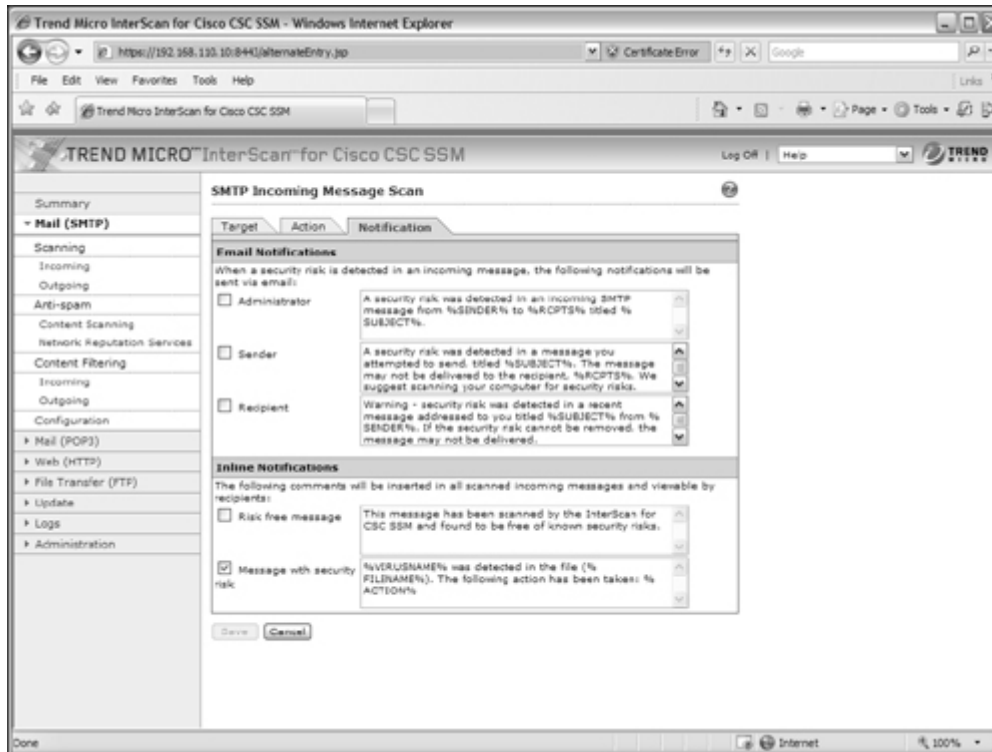 Trend Micro InterScan for Cisco CSC SSM - Windows Internet Explorer
https://192.168.110.10:8443/alternateEntry.jsp
Certificate Error
Google
File Edit View Favorites Tools Help
Links
Trend Micro InterScan for Cisco CSC SSM
Page
Tools
TREND MICRO™ InterScan™ for Cisco CSC SSM
Log Off | Help
TREND MICRO
Summary
Mail (SMTP)
Scanning
Incoming
Outgoing
Anti-spam
Content Scanning
Network Reputation Services
Content Filtering
Incoming
Outgoing
Configuration
Mail (POP3)
Web (HTTP)
File Transfer (FTP)
Update
Logs
Administration
SMTP Incoming Message Scan
Target Action Notification
Email Notifications
When a security risk is detected in an incoming message, the following notifications will be
sent via email:
Administrator
A security risk was detected in an incoming SMTP
message from %SENDER% to %RCPTS% titled %
SUBJECT%.
Sender
A security risk was detected in a message you
attempted to send, titled %SUBJECT%. The message
may not be delivered to the recipient, %RCPTS%. We
suggest scanning your computer for security risks.
Recipient
Warning - security risk was detected in a recent
message addressed to you titled %SUBJECT% from %
SENDER%. If the security risk cannot be removed, the
message may not be delivered.
Inline Notifications
The following comments will be inserted in all scanned incoming messages and viewable by
recipients:
Risk free message
This message has been scanned by the InterScan for
CSC SSM and found to be free of known security risks.
Message wth security
risk
%VIRUSNAME% was detected in the file (%
FILENAME%). The following action has been taken: %
ACTION%
Save Cancel
Done
Internet
100%